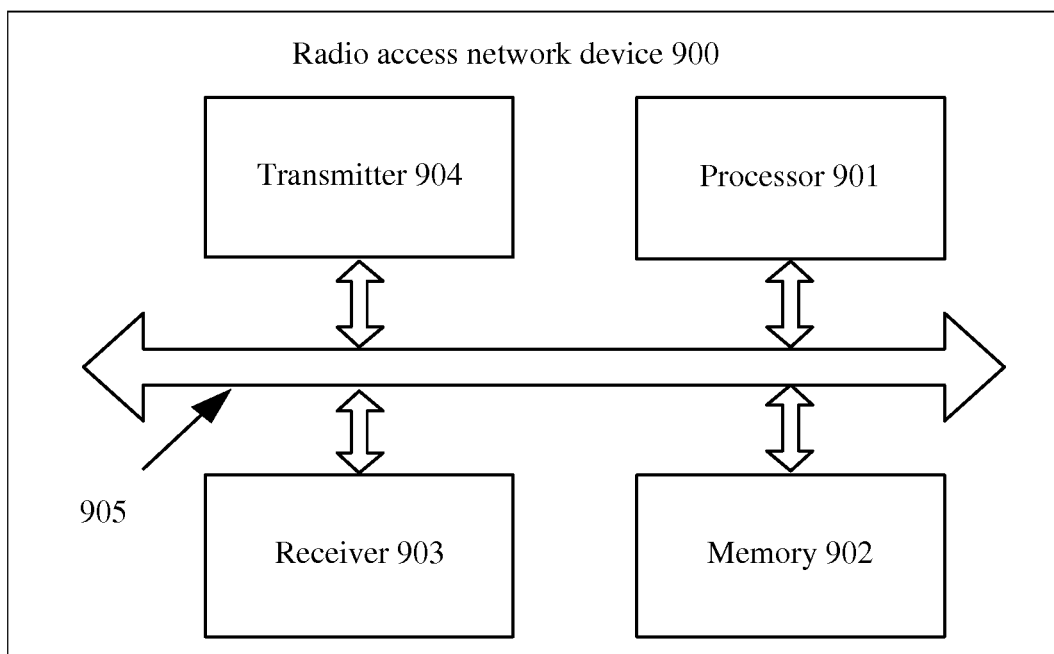 Radio access network device 900
Transmitter 904
Processor 901
905
Receiver 903
Memory 902